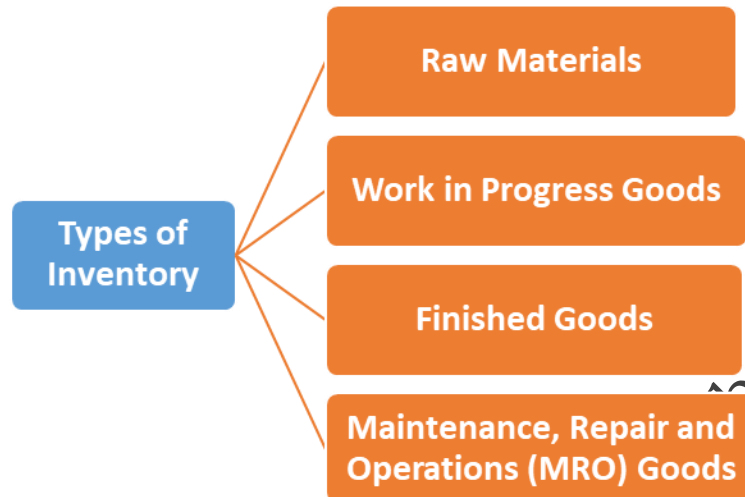 Types of
Inventory
Raw Materials
Work in Progress Goods
Finished Goods
Maintenance, Repair and
Operations (MRO) Goods